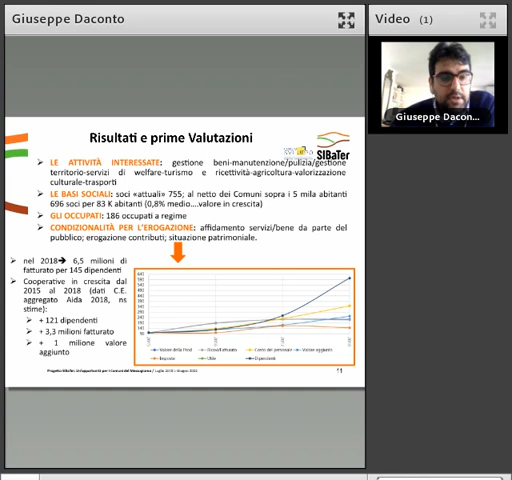 Giuseppe Daconto
Video (1)
Giuseppe Dacon...
Risultati e prime Valutazioni
SIBaTer
➢ LE ATTIVITÀ INTERESSATE: gestione beni-manutenzione/pulizia/gestione
territorio-servizi di welfare-turismo e ricettività-agricoltura-valorizzazione
culturale-trasporti
➢ LE BASI SOCIALI: soci «attuali» 755; al netto dei Comuni sopra i 5 mila abitanti
696 soci per 83 K abitanti (0,8% medio....valore in crescita)
➢ GLI OCCUPATI: 186 occupati a regime
➢ CONDIZIONALITÀ PER L'EROGAZIONE: affidamento servizi/bene da parte del
pubblico; erogazione contributi; situazione patrimoniale.
➢ nel 2018➔ 6,5 milioni di
fatturato per 145 dipendenti
➢ Cooperative in crescita dal
2015 al 2018 (dati C.E.
aggregato Aida 2018, ns
stime):
➢ + 121 dipendenti
➢ + 3,3 milioni fatturato
➢ + 1 milione valore
aggiunto
Valore aggiunto
Imposte Utile Dipendenti
11